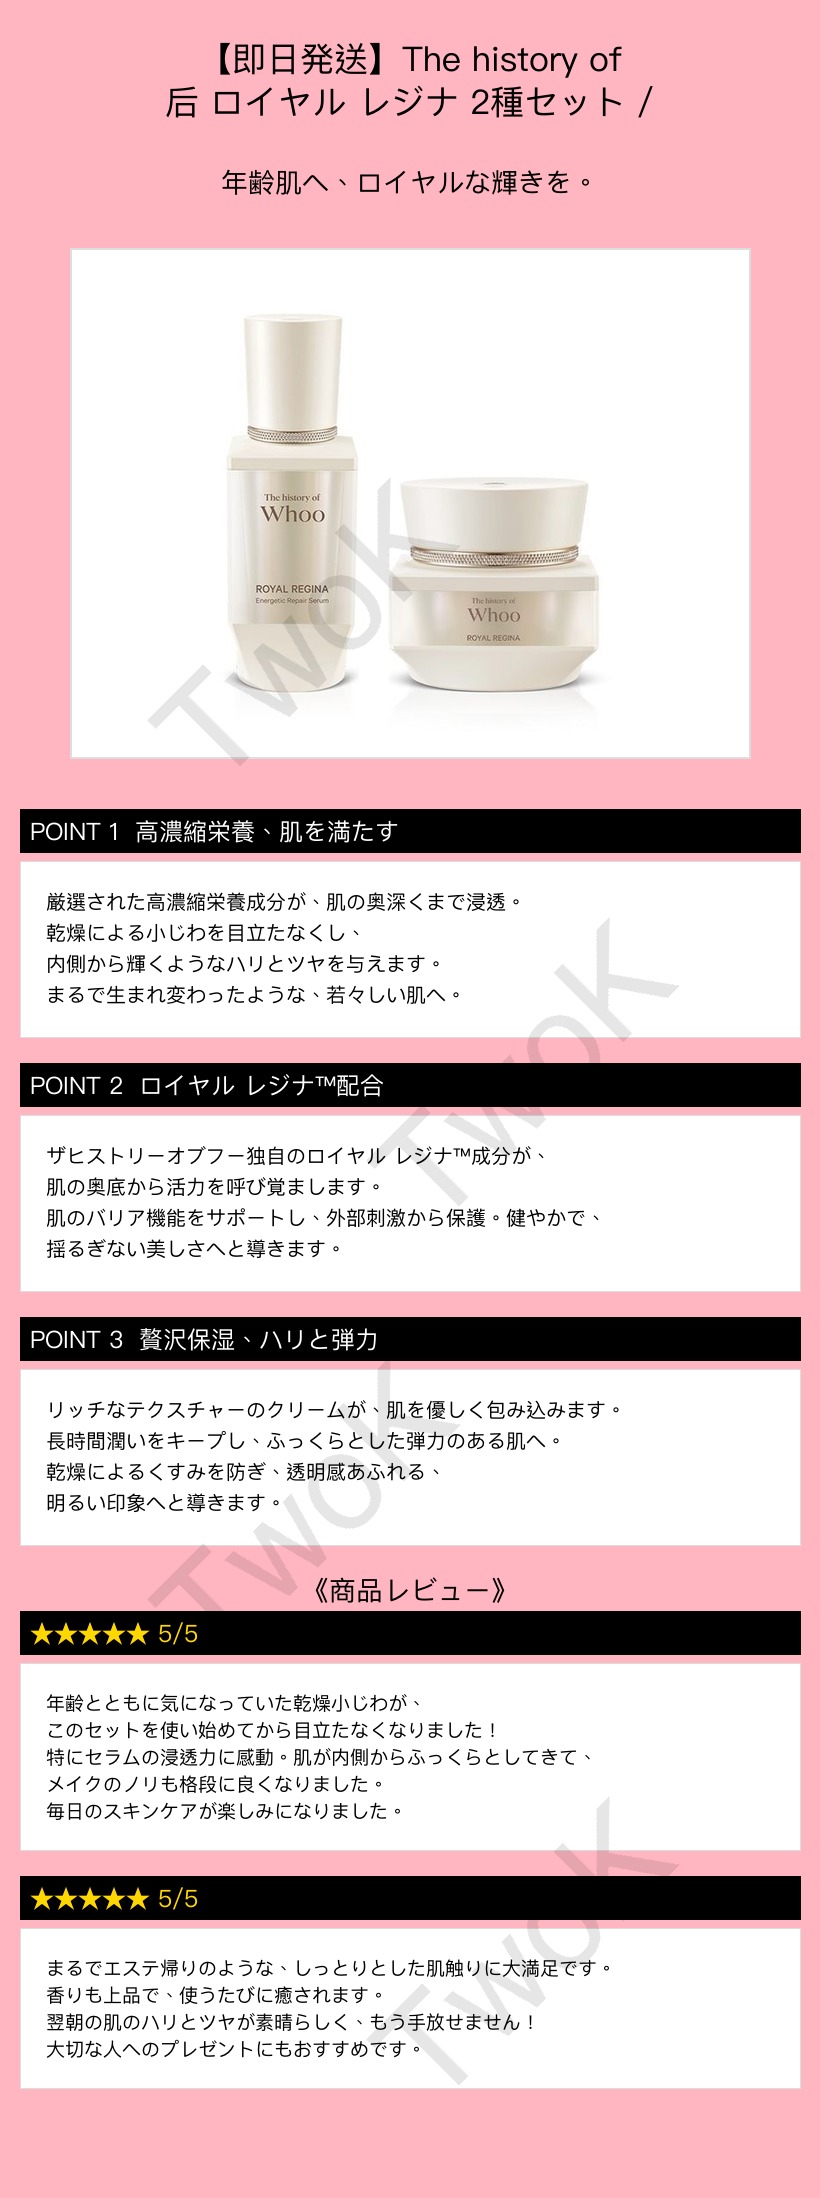 【即日発送】The history of
后 ロイヤル レジナ 2種セット /
年齢肌へ、ロイヤルな輝きを。
The history of
Whoo
ROYAL REGINA
Energetic Repair Serum
The history of
Whoo
ROYAL REGINA
TwoK
POINT 1 高濃縮栄養、肌を満たす
厳選された高濃縮栄養成分が、肌の奥深くまで浸透。
乾燥による小じわを目立たなくし、
内側から輝くようなハリとツヤを与えます。
まるで生まれ変わったような、若々しい肌へ。
TwoK
POINT 2 ロイヤル レジナ™配合
ザヒストリーオブフー独自のロイヤル レジナ™成分が、
肌の奥底から活力を呼び覚まします。
肌のバリア機能をサポートし、外部刺激から保護。健やかで、
揺るぎない美しさへと導きます。
POINT 3 贅沢保湿、ハリと弾力
リッチなテクスチャーのクリームが、肌を優しく包み込みます。
長時間潤いをキープし、ふっくらとした弾力のある肌へ。
乾燥によるくすみを防ぎ、透明感あふれる、
明るい印象へと導きます。
TwoK
《商品レビュー》
★★★★★ 5/5
年齢とともに気になっていた乾燥小じわが、
このセットを使い始めてから目立たなくなりました！
特にセラムの浸透力に感動。肌が内側からふっくらとしてきて、
メイクのノリも格段に良くなりました。
毎日のスキンケアが楽しみになりました。
★★★★★ 5/5
まるでエステ帰りのような、しっとりとした肌触りに大満足です。
香りも上品で、使うたびに癒されます。
翌朝の肌のハリとツヤが素晴らしく、もう手放せません！
大切な人へのプレゼントにもおすすめです。
TwoK